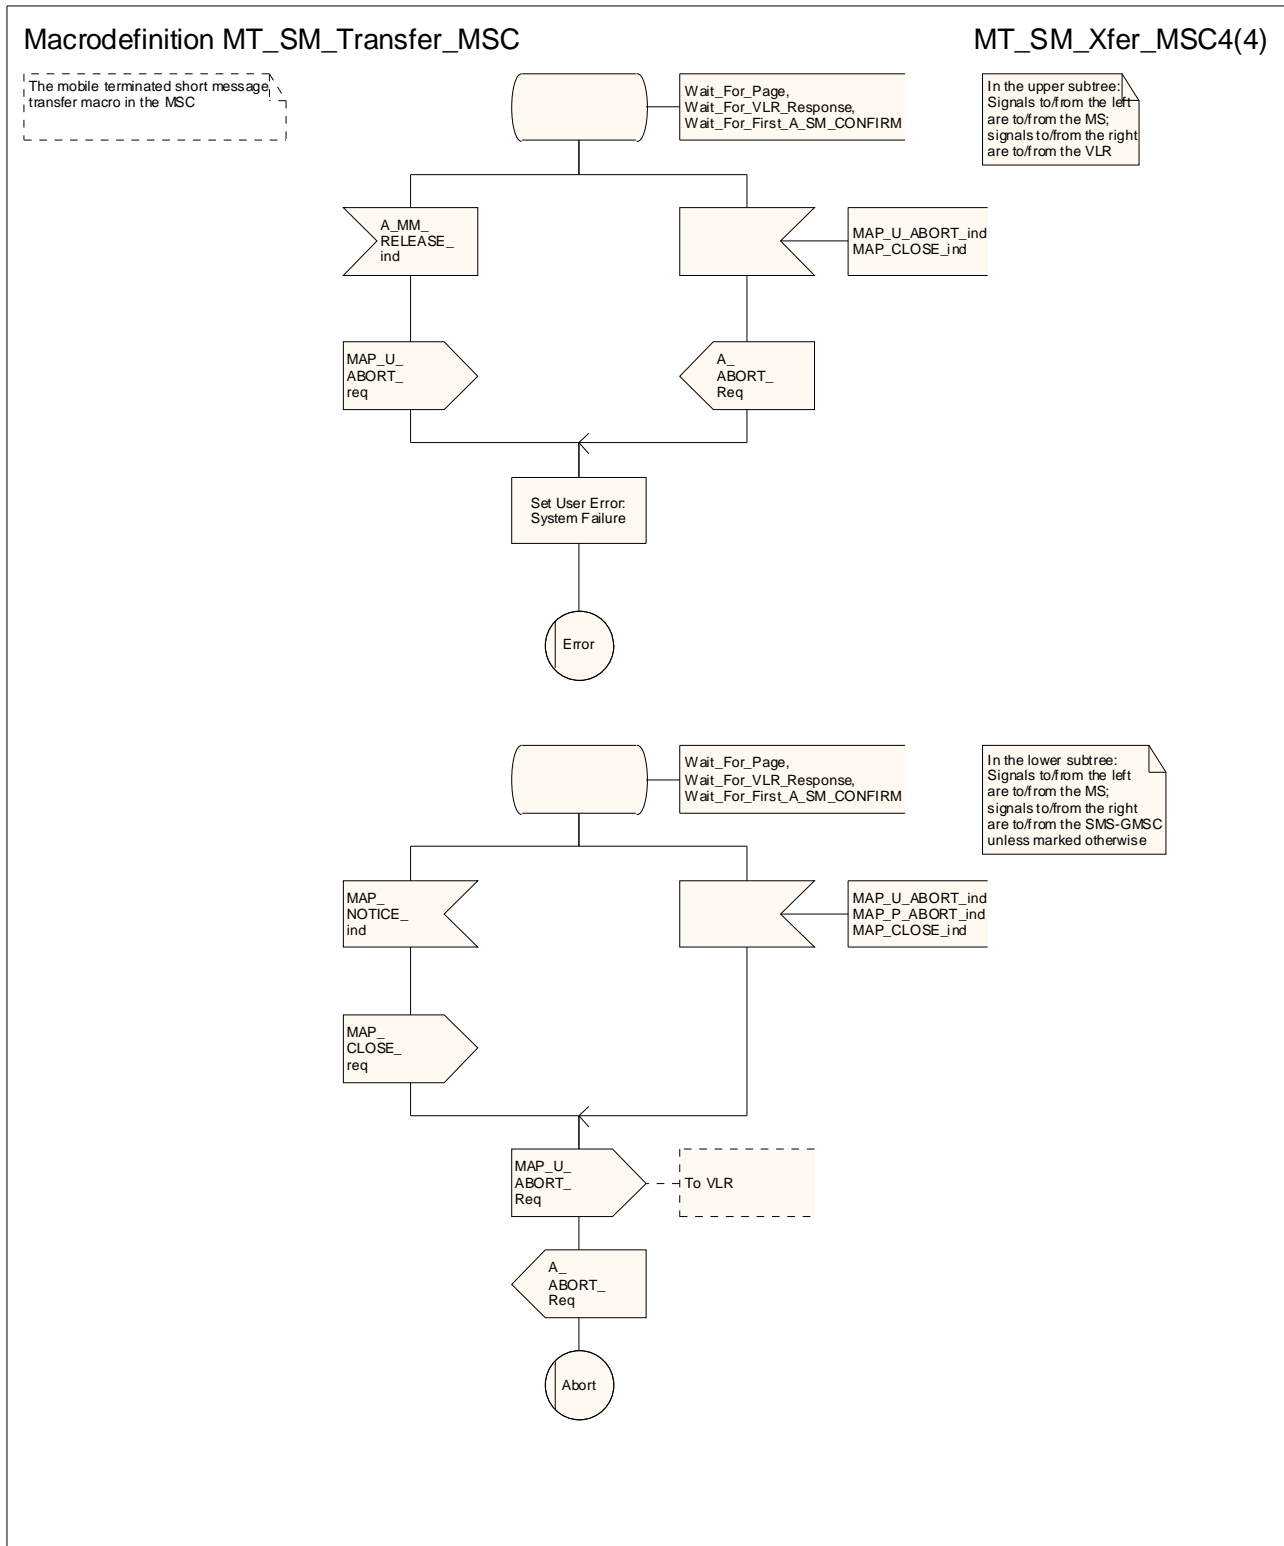 Macrodefinition MT_SM_Transfer_MSC
MT_SM_Xfer_MSC4(4)
The mobile terminated short message
transfer macro in the MSC
Wait_For_Page,
Wait_For_VLR_Response,
Wait_For_First_A_SM_CONFIRM
In the upper subtree:
Signals to/from the left
are to/from the MS;
signals to/from the right
are to/from the VLR
A_MM_
RELEASE_
ind
MAP_U_ABORT_ind
MAP_CLOSE_ind
MAP_U_
ABORT_
req
A_
ABORT_
Req
Set User Error:
System Failure
Error
Wait_For_Page,
Wait_For_VLR_Response,
Wait_For_First_A_SM_CONFIRM
In the lower subtree:
Signals to/from the left
are to/from the MS;
signals to/from the right
are to/from the SMS-GMSC
unless marked otherwise
MAP_
NOTICE_
ind
MAP_U_ABORT_ind
MAP_P_ABORT_ind
MAP_CLOSE_ind
MAP_
CLOSE_
req
MAP_U_
ABORT_
Req
To VLR
A_
ABORT_
Req
Abort